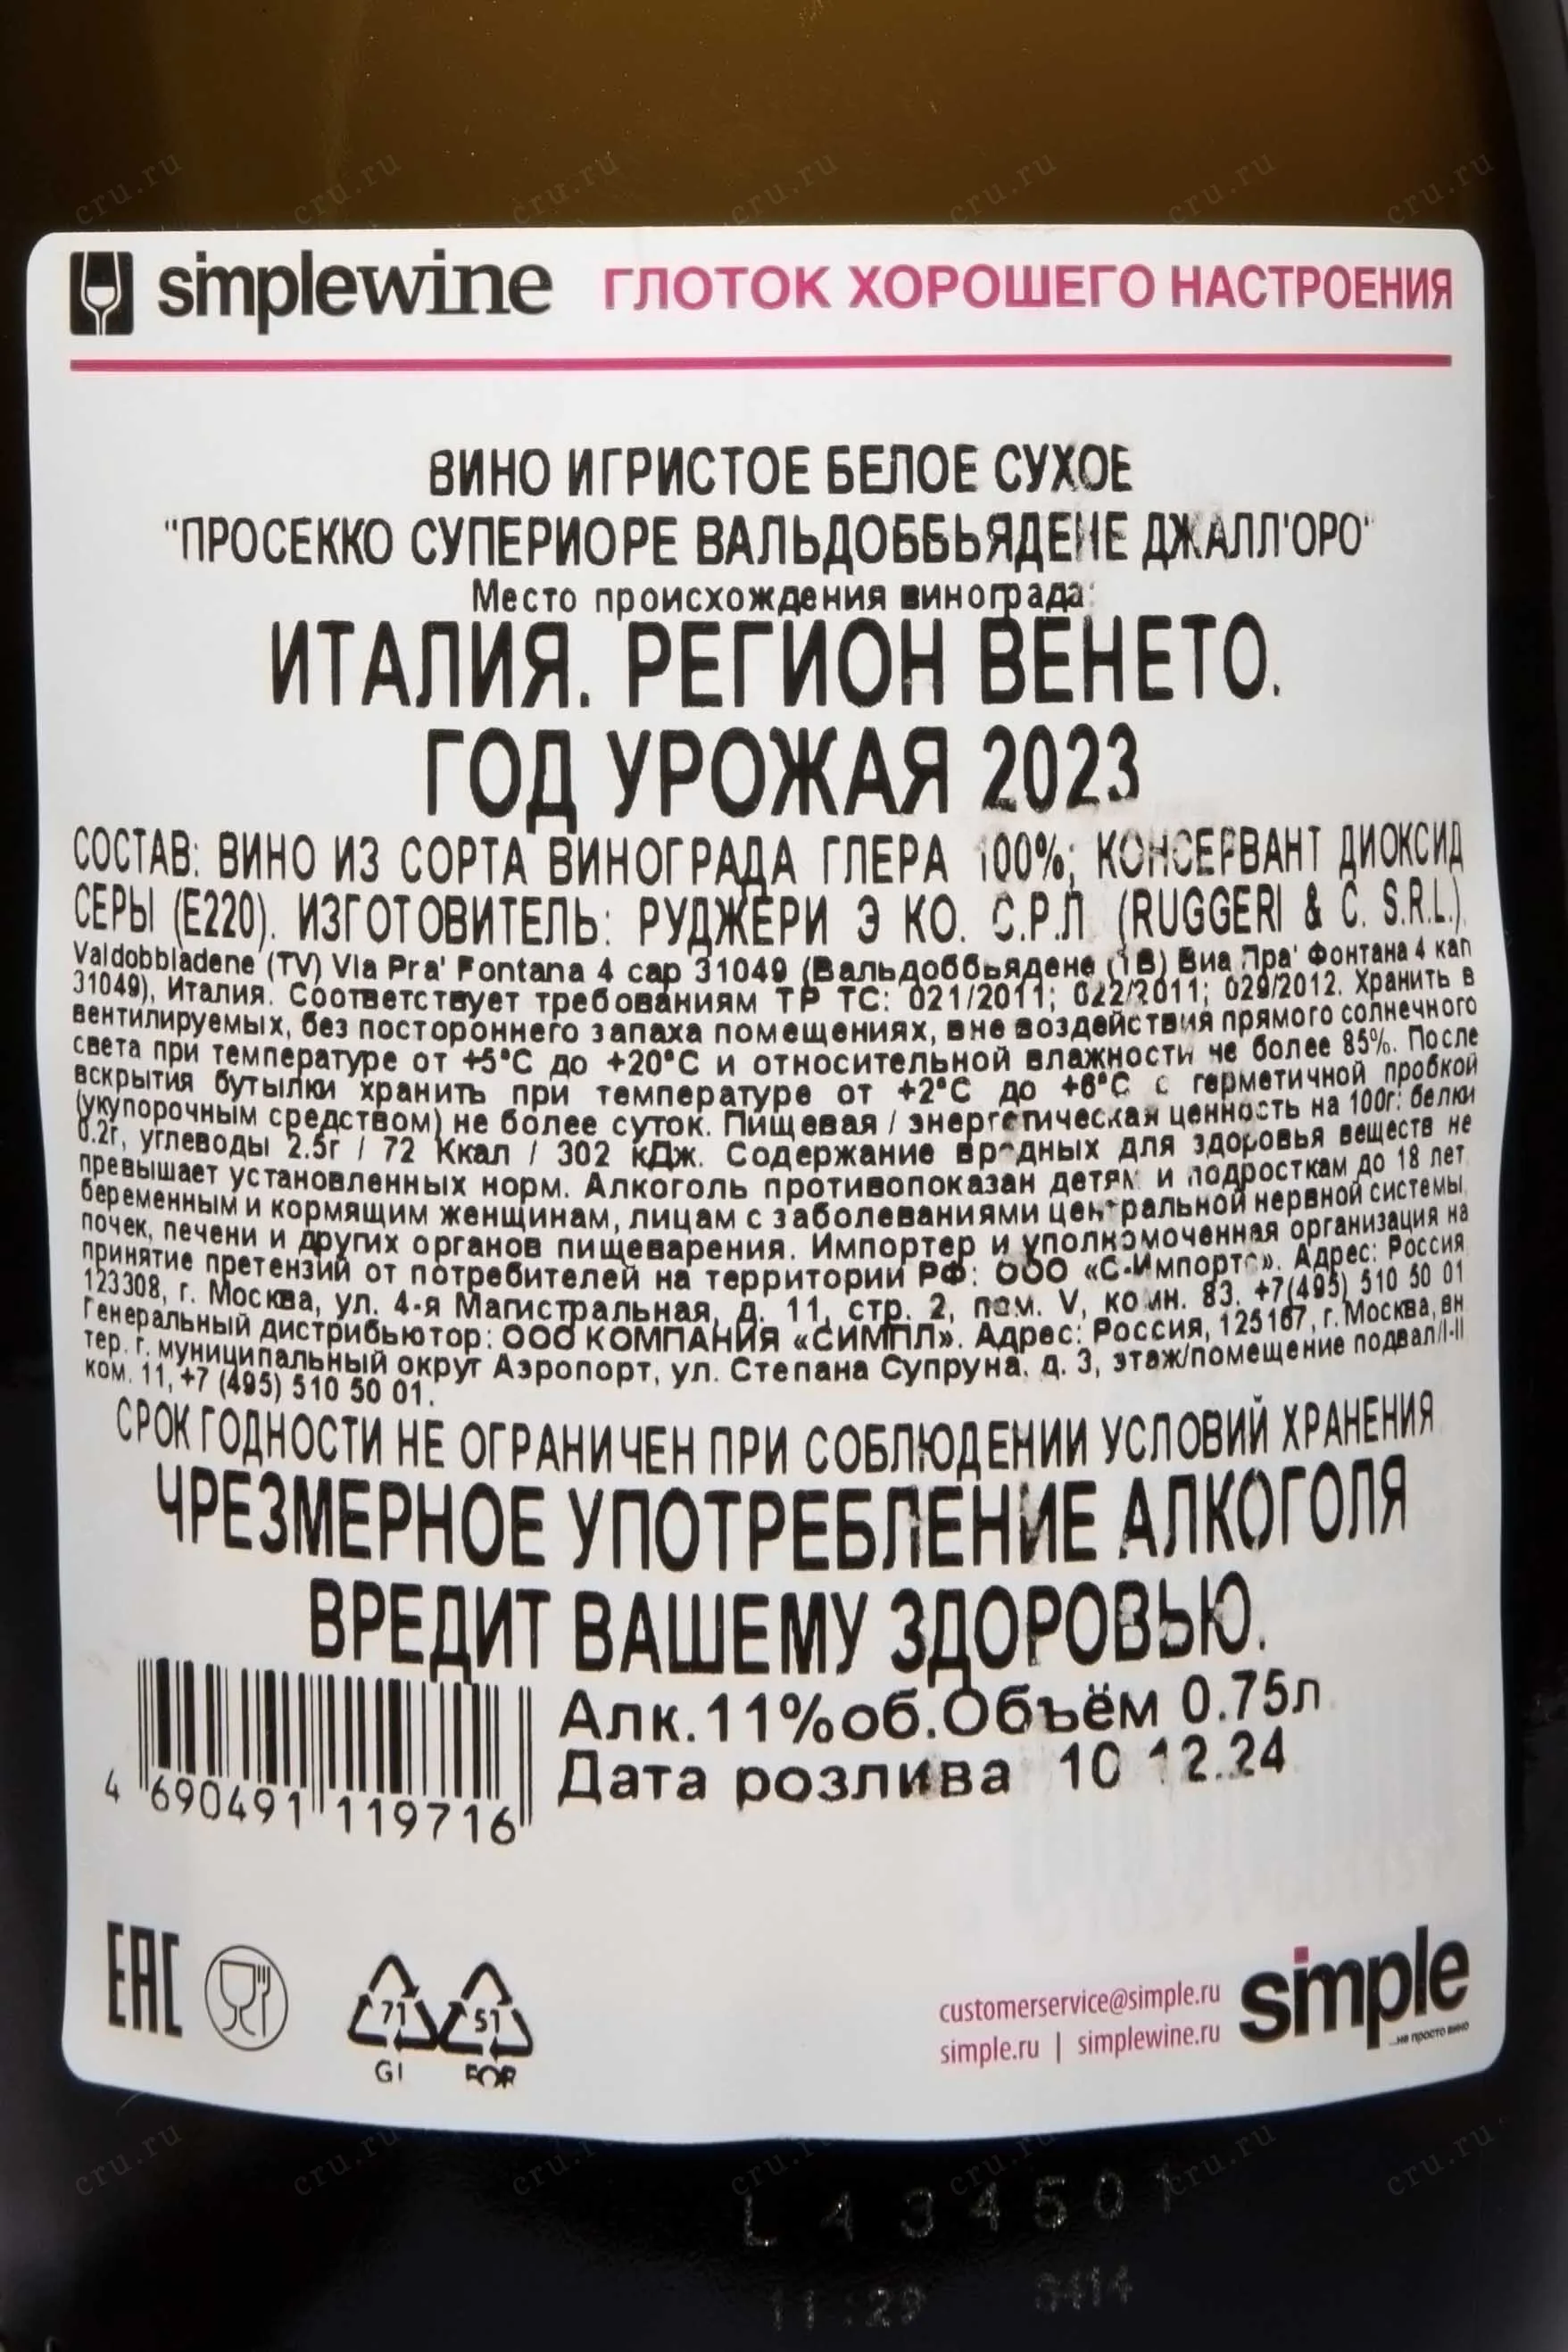 simplewine ГЛОТОК ХОРОШЕГО НАСТРОЕНИЯ
ВИНО ИГРИСТОЕ БЕЛОЕ СУХОЕ
"ПРОСЕККО СУПЕРИОРЕ ВАЛЬДОББЬЯДЕНЕ ДЖАЛЛ'ОРО"
Место происхождения винограда:
ИТАЛИЯ. РЕГИОН ВЕНЕТО.
ГОД УРОЖАЯ 2023
СОСТАВ: ВИНО ИЗ СОРТА ВИНОГРАДА ГЛЕРА 100%; КОНСЕРВАНТ ДИОКСИД
СЕРЫ (Е220). ИЗГОТОВИТЕЛЬ: РУДЖЕРИ Э КО. С.Р.Л (RUGGERI & C. S.R.L.),
Valdobbladene (TV) Vla Pra' Fontana 4 cap 31049 (Вальдоббьядене (ТВ) Виа Пра' Фонтана 4 кап
31049), Италия. Соответствует требованиям ТР ТС: 021/2011; 022/2011; 029/2012. Хранить в
вентилируемых, без постороннего запаха помещениях, вне воздействия прямого солнечного
света при температуре от +5°С до +20°С и относительной влажности не более 85%. После
вскрытия бутылки хранить при температуре от +2°С до +6°С с герметичной пробкой
(укупорочным средством) не более суток. Пищевая / энергетическая ценность на 100г: белки
0.2г, углеводы 2.5г / 72 Ккал / 302 кДж. Содержание вредных для здоровья веществ не
превышает установленных норм. Алкоголь противопоказан детям и подросткам до 18 лет,
беременным и кормящим женщинам, лицам с заболеваниями центральной нервной системы,
почек, печени и других органов пищеварения. Импортер и уполномоченная организация на
принятие претензий от потребителей на территории РФ: ООО «С-Импортс». Адрес: Россия
123308, г. Москва, ул. 4-я Магистральная, д. 11, стр. 2, пом. V, комн. 83. +7(495) 510 50 01
Генеральный дистрибьютор: ООО КОМПАНИЯ «СИМПЛ». Адрес: Россия, 125167, г. Москва, вн
тер. г. муниципальный округ Аэропорт, ул. Степана Супруна, д. 3, этаж/помещение подвал/I-II
ком. 11, +7 (495) 510 50 01.
СРОК ГОДНОСТИ НЕ ОГРАНИЧЕН ПРИ СОБЛЮДЕНИИ УСЛОВИЙ ХРАНЕНИЯ
ЧРЕЗМЕРНОЕ УПОТРЕБЛЕНИЕ АЛКОГОЛЯ
ВРЕДИТ ВАШЕМУ ЗДОРОВЬЮ.
Алк.11%об.Объём 0.75л
Дата розлива 10 12.24
4 690491 119716
EAC
71 51
Gl FOR
customerservice@simple.ru
simple.ru | simplewine.ru
simple
...не просто вино
L 434501
11:29 3414
cru.ru